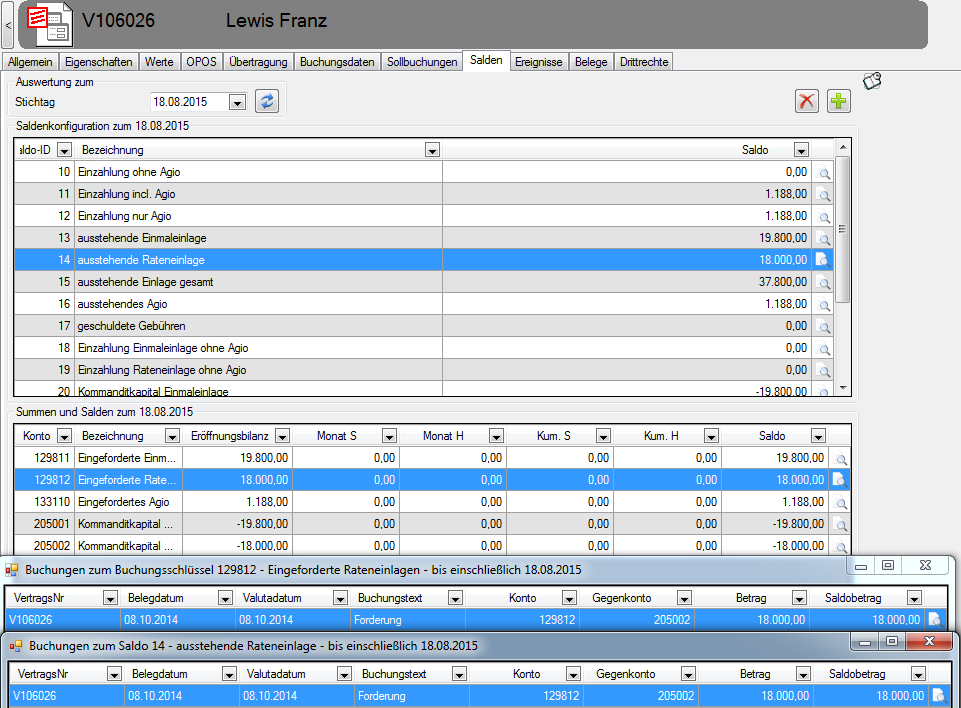 <
V106026 Lewis Franz
Allgemein Eigenschaften Werte OPOS Übertragung Buchungsdaten Sollbuchungen Salden Ereignisse Belege Drittrechte
Auswertung zum
Stichtag 18.08.2015
Saldenkonfiguration zum 18.08.2015
ldo-ID Bezeichnung Saldo
10 Einzahlung ohne Agio 0,00
11 Einzahlung incl. Agio 1.188,00
12 Einzahlung nur Agio 1.188,00
13 ausstehende Einmaleinlage 19.800,00
14 ausstehende Rateneinlage 18.000,00
15 ausstehende Einlage gesamt 37.800,00
16 ausstehendes Agio 1.188,00
17 geschuldete Gebühren 0,00
18 Einzahlung Einmaleinlage ohne Agio 0,00
19 Einzahlung Rateneinlage ohne Agio 0,00
20 Kommanditkapital Einmaleinlage -19.800,00
Summen und Salden zum 18.08.2015
Konto Bezeichnung Eröffnungsbilanz Monat S Monat H Kum. S Kum. H Saldo
129811 Eingeforderte Einm... 19.800,00 0,00 0,00 0,00 0,00 19.800,00
129812 Eingeforderte Rate... 18.000,00 0,00 0,00 0,00 0,00 18.000,00
133110 Eingefordertes Agio 1.188,00 0,00 0,00 0,00 0,00 1.188,00
205001 Kommanditkapital ... -19.800,00 0,00 0,00 0,00 0,00 -19.800,00
205002 Kommanditkapital ... -18.000,00 0,00 0,00 0,00 0,00 -18.000,00
Buchungen zum Buchungsschlüssel 129812 - Eingeforderte Rateneinlagen - bis einschließlich 18.08.2015
VertragsNr Belegdatum Valutadatum Buchungstext Konto Gegenkonto Betrag Saldobetrag
V106026 08.10.2014 08.10.2014 Forderung 129812 205002 18.000,00 18.000,00
Buchungen zum Saldo 14 - ausstehende Rateneinlage - bis einschließlich 18.08.2015
VertragsNr Belegdatum Valutadatum Buchungstext Konto Gegenkonto Betrag Saldobetrag
V106026 08.10.2014 08.10.2014 Forderung 129812 205002 18.000,00 18.000,00